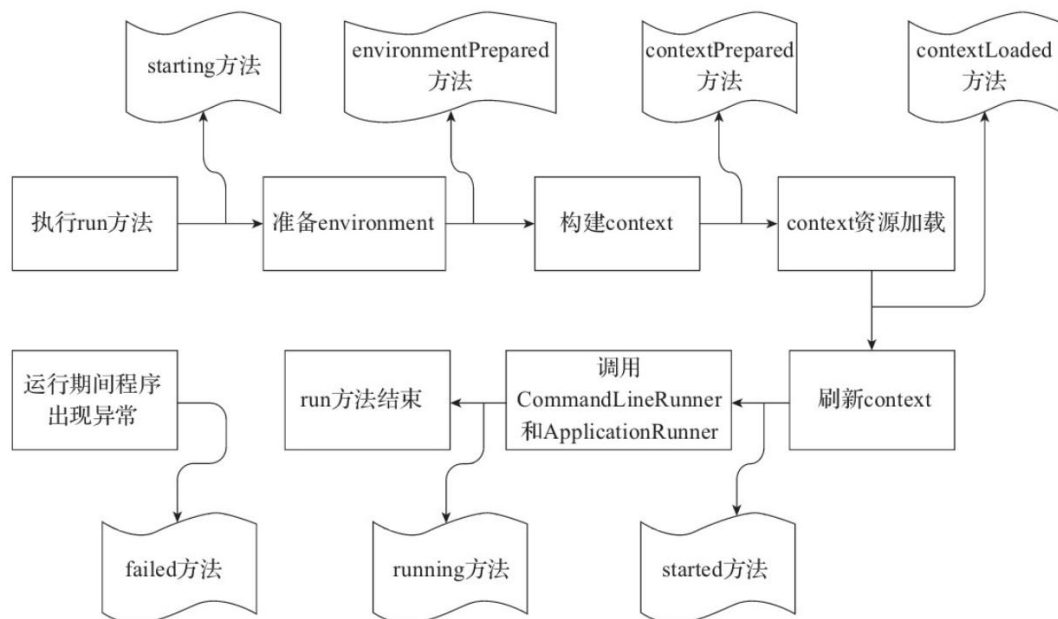 starting方法
environmentPrepared
方法
contextPrepared
方法
contextLoaded
方法
执行run方法
准备environment
构建context
context资源加载
运行期间程序
出现异常
run方法结束
调用
CommandLineRunner
和ApplicationRunner
刷新context
failed方法
running方法
started方法